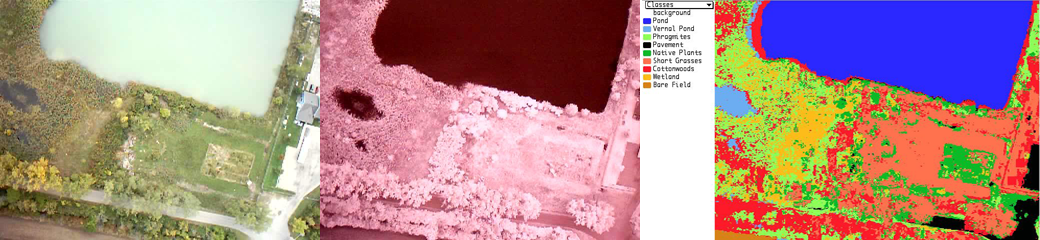 Classes
background
Pond
Vernal Pond
Phragmites
Pavement
Native Plants
Short Grasses
Cottonwoods
Wetland
Bare Field